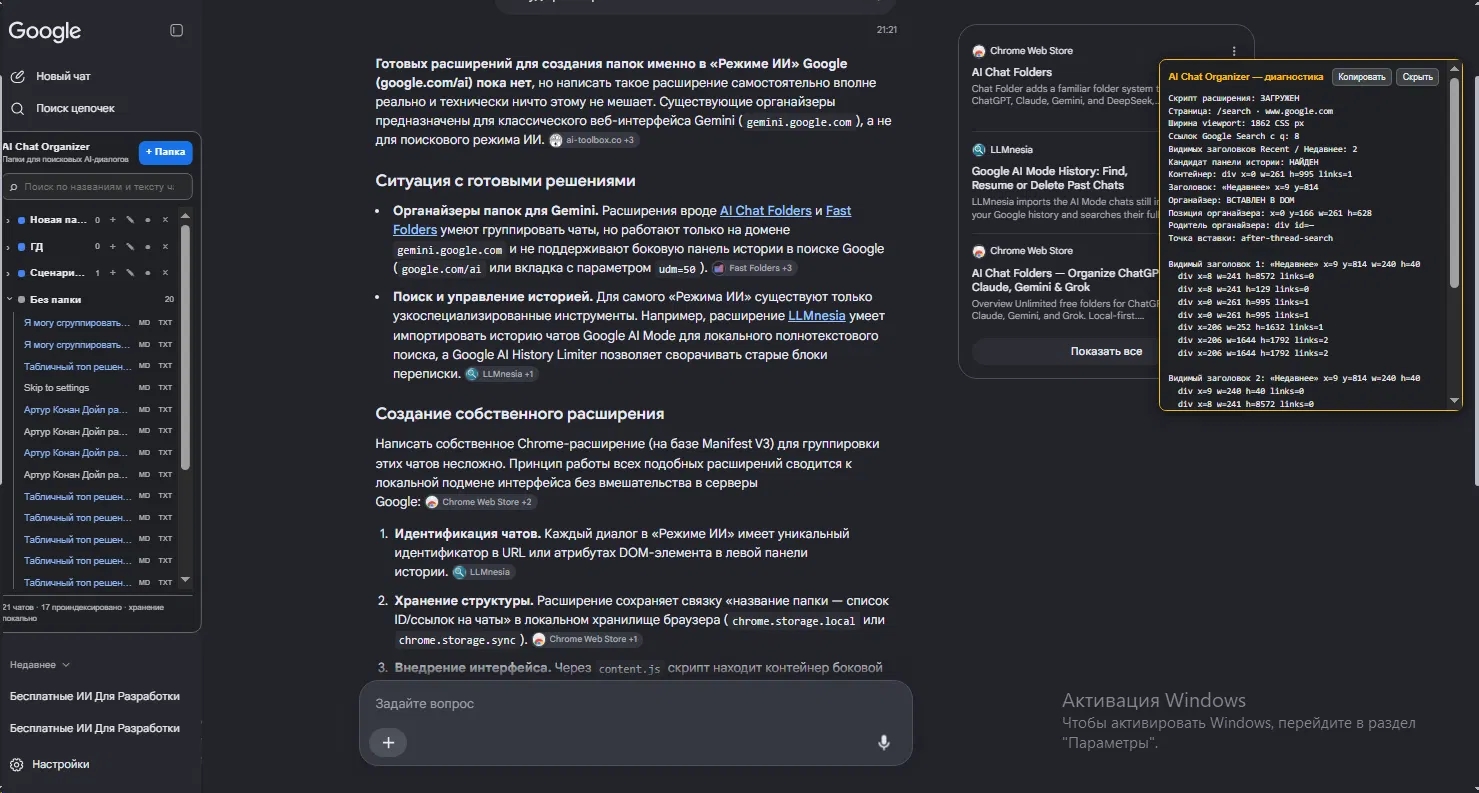 Google
Новый чат
Поиск цепочек
AI Chat Organizer
Папки для поисковых AI-диалогов
+ Папка
Поиск по названиям и тексту ч
Новая па... 0 + ×
ГД 0 + ×
Сценари... 1 + ×
Без папки 20
Я могу сгруппировать... MD TXT
Я могу сгруппировать... MD TXT
Табличный топ решен... MD TXT
Skip to settings MD TXT
Артур Конан Дойл ра... MD TXT
Артур Конан Дойл ра... MD TXT
Артур Конан Дойл ра... MD TXT
Артур Конан Дойл ра... MD TXT
Табличный топ решен... MD TXT
Табличный топ решен... MD TXT
Табличный топ решен... MD TXT
Табличный топ решен... MD TXT
Табличный топ решен... MD TXT
21 чатов · 17 проиндексировано · хранение
локально
Недавнее
Бесплатные ИИ Для Разработки
Бесплатные ИИ Для Разработки
Настройки
21:21
Готовых расширений для создания папок именно в «Режиме ИИ» Google
(google.com/ai) пока нет, но написать такое расширение самостоятельно вполне
реально и технически ничто этому не мешает. Существующие органайзеры
предназначены для классического веб-интерфейса Gemini ( gemini.google.com ), а не
для поискового режима ИИ. ai-toolbox.co +3
Ситуация с готовыми решениями
• Органайзеры папок для Gemini. Расширения вроде AI Chat Folders и Fast
Folders умеют группировать чаты, но работают только на домене
gemini.google.com и не поддерживают боковую панель истории в поиске Google
( google.com/ai или вкладка с параметром udm=50 ). Fast Folders +3
• Поиск и управление историей. Для самого «Режима ИИ» существуют только
узкоспециализированные инструменты. Например, расширение LLMnesia умеет
импортировать историю чатов Google AI Mode для локального полнотекстового
поиска, а Google AI History Limiter позволяет сворачивать старые блоки
переписки. LLMnesia +1
Создание собственного расширения
Написать собственное Chrome-расширение (на базе Manifest V3) для группировки
этих чатов несложно. Принцип работы всех подобных расширений сводится к
локальной подмене интерфейса без вмешательства в серверы
Google: Chrome Web Store +2
1. Идентификация чатов. Каждый диалог в «Режиме ИИ» имеет уникальный
идентификатор в URL или атрибутах DOM-элемента в левой панели
истории. LLMnesia
2. Хранение структуры. Расширение сохраняет связку «название папки — список
ID/ссылок на чаты» в локальном хранилище браузера ( chrome.storage.local или
chrome.storage.sync ). Chrome Web Store +1
3. Внедрение интерфейса. Через content.js скрипт находит контейнер боковой
Задайте вопрос
Chrome Web Store
AI Chat Folders
Chat Folder adds a familiar folder system t
ChatGPT, Claude, Gemini, and DeepSeek,...
LLMnesia
Google AI Mode History: Find,
Resume or Delete Past Chats
LLMnesia imports the AI Mode chats still in
your Google history and searches their full
Chrome Web Store
AI Chat Folders — Organize ChatGP
Claude, Gemini & Grok
Overview Unlimited free folders for ChatG
Claude, Gemini, and Grok. Local-first....
Показать все
AI Chat Organizer — диагностика Копировать Скрыть
Скрипт расширения: ЗАГРУЖЕН
Страница: /search · www.google.com
Ширина viewport: 1862 CSS px
Ссылок Google Search с q: 8
Видимых заголовков Recent / Недавнее: 2
Кандидат панели истории: НАЙДЕН
Контейнер: div x=0 w=261 h=995 links=1
Заголовок: «Недавнее» x=9 y=814
Органайзер: ВСТАВЛЕН В DOM
Позиция органайзера: x=0 y=166 w=261 h=628
Родитель органайзера: div id=—
Точка вставки: after-thread-search
Видимый заголовок 1: «Недавнее» x=9 y=814 w=240 h=40
div x=8 w=241 h=8572 links=0
div x=8 w=241 h=129 links=0
div x=0 w=261 h=995 links=1
div x=0 w=261 h=995 links=1
div x=206 w=252 h=1632 links=1
div x=206 w=1644 h=1792 links=2
div x=206 w=1644 h=1792 links=2
Видимый заголовок 2: «Недавнее» x=9 y=814 w=240 h=40
div x=9 w=240 h=40 links=0
div x=8 w=241 h=8572 links=0
Активация Windows
Чтобы активировать Windows, перейдите в раздел
"Параметры".